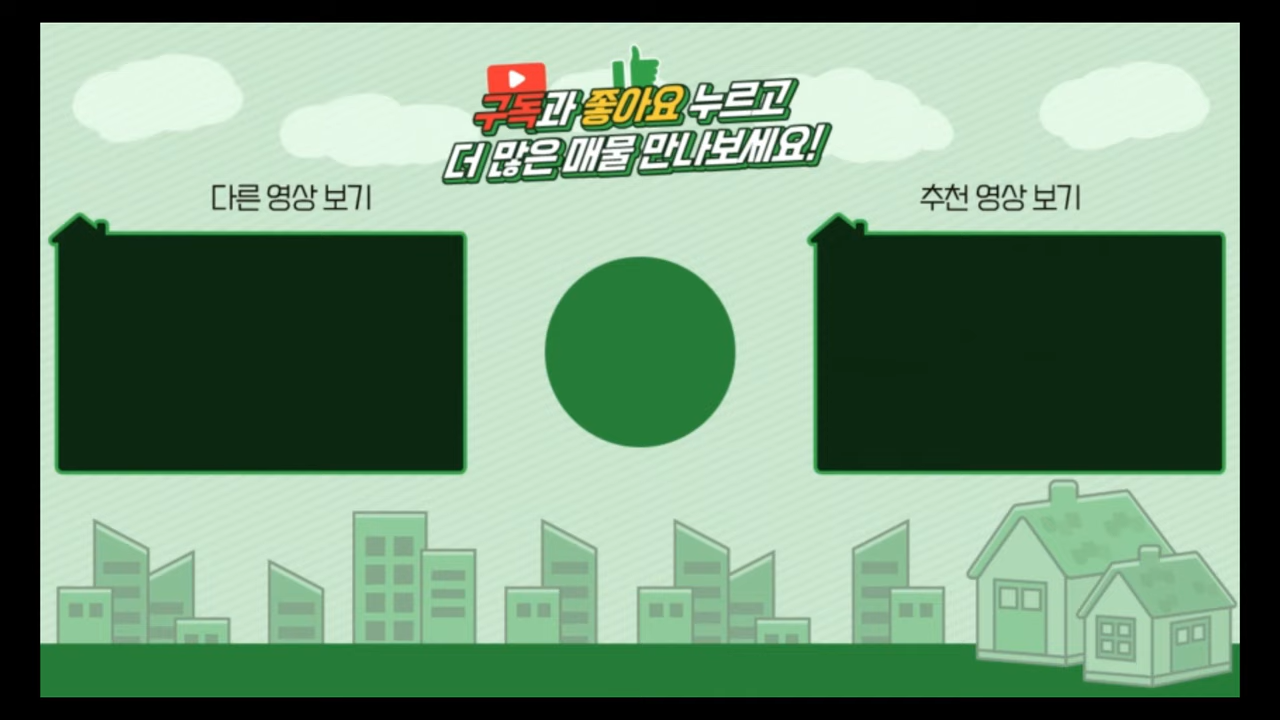 구독과 좋아요 누르고
더 많은 매물 만나보세요!
다른 영상 보기
추천 영상 보기